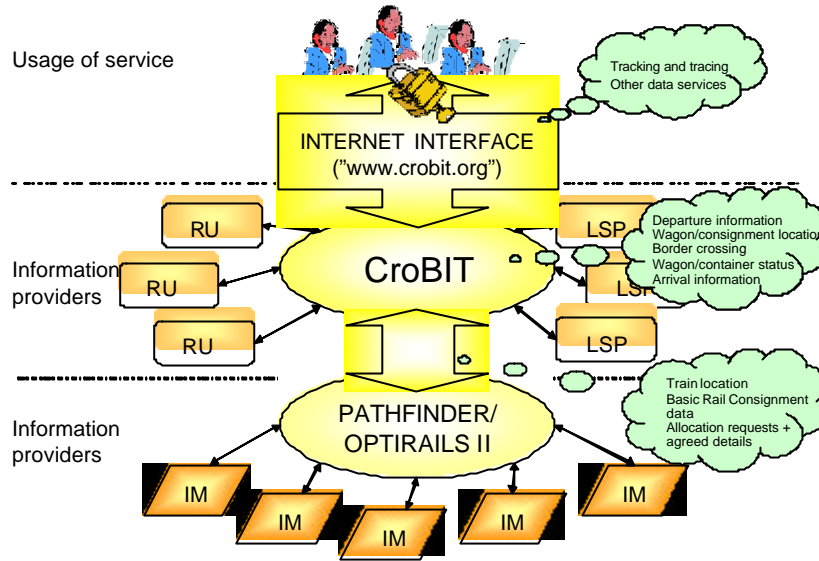 Usage of service
Tracking and tracing
Other data services
INTERNET INTERFACE
("www.crobit.org")
RU
LSP
Departure information
Wagon/consignment location
Border crossing
Wagon/container status
Arrival information
Information
providers
RU
CroBIT
LSP
RU
LSP
Train location
Basic Rail Consignment
data
Allocation requests +
agreed details
PATHFINDER/
OPTIRAILS II
Information
providers
IM
IM
IM
IM
IM